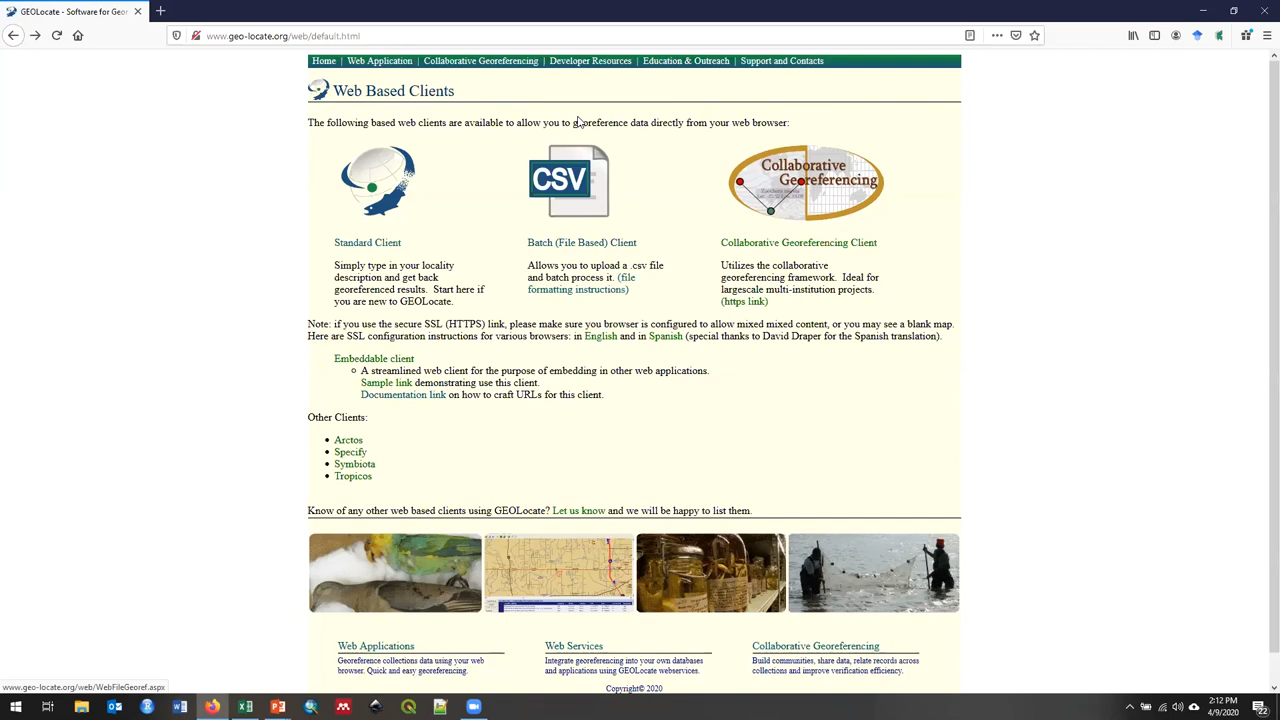 GEOLocate - Software for Geor
www.geo-locate.org/web/default.html
Home | Web Application | Collaborative Georeferencing | Developer Resources | Education & Outreach | Support and Contacts
Web Based Clients
The following based web clients are available to allow you to georeference data directly from your web browser:
CSV
Collaborative
Georeferencing
Standard Client
Simply type in your locality
description and get back
georeferenced results. Start here if
you are new to GEOLocate.
Batch (File Based) Client
Allows you to upload a .csv file
and batch process it. (file
formatting instructions)
Collaborative Georeferencing Client
Utilizes the collaborative
georeferencing framework. Ideal for
largescale multi-institution projects.
(https link)
Note: if you use the secure SSL (HTTPS) link, please make sure you browser is configured to allow mixed mixed content, or you may see a blank map.
Here are SSL configuration instructions for various browsers: in English and in Spanish (special thanks to David Draper for the Spanish translation).
Embeddable client
A streamlined web client for the purpose of embedding in other web applications.
Sample link demonstrating use this client.
Documentation link on how to craft URLs for this client.
Other Clients:
Arctos
Specify
Symbiota
Tropicos
Know of any other web based clients using GEOLocate? Let us know and we will be happy to list them.
Web Applications
Georeference collections data using your web
browser. Quick and easy georeferencing.
Web Services
Integrate georeferencing into your own databases
and applications using GEOLocate webservices.
Collaborative Georeferencing
Build communities, share data, relate records across
collections and improve verification efficiency.
Copyright© 2020
www.geo-locate.org/web/WebFileGeoref.aspx
2:12 PM
4/9/2020
22